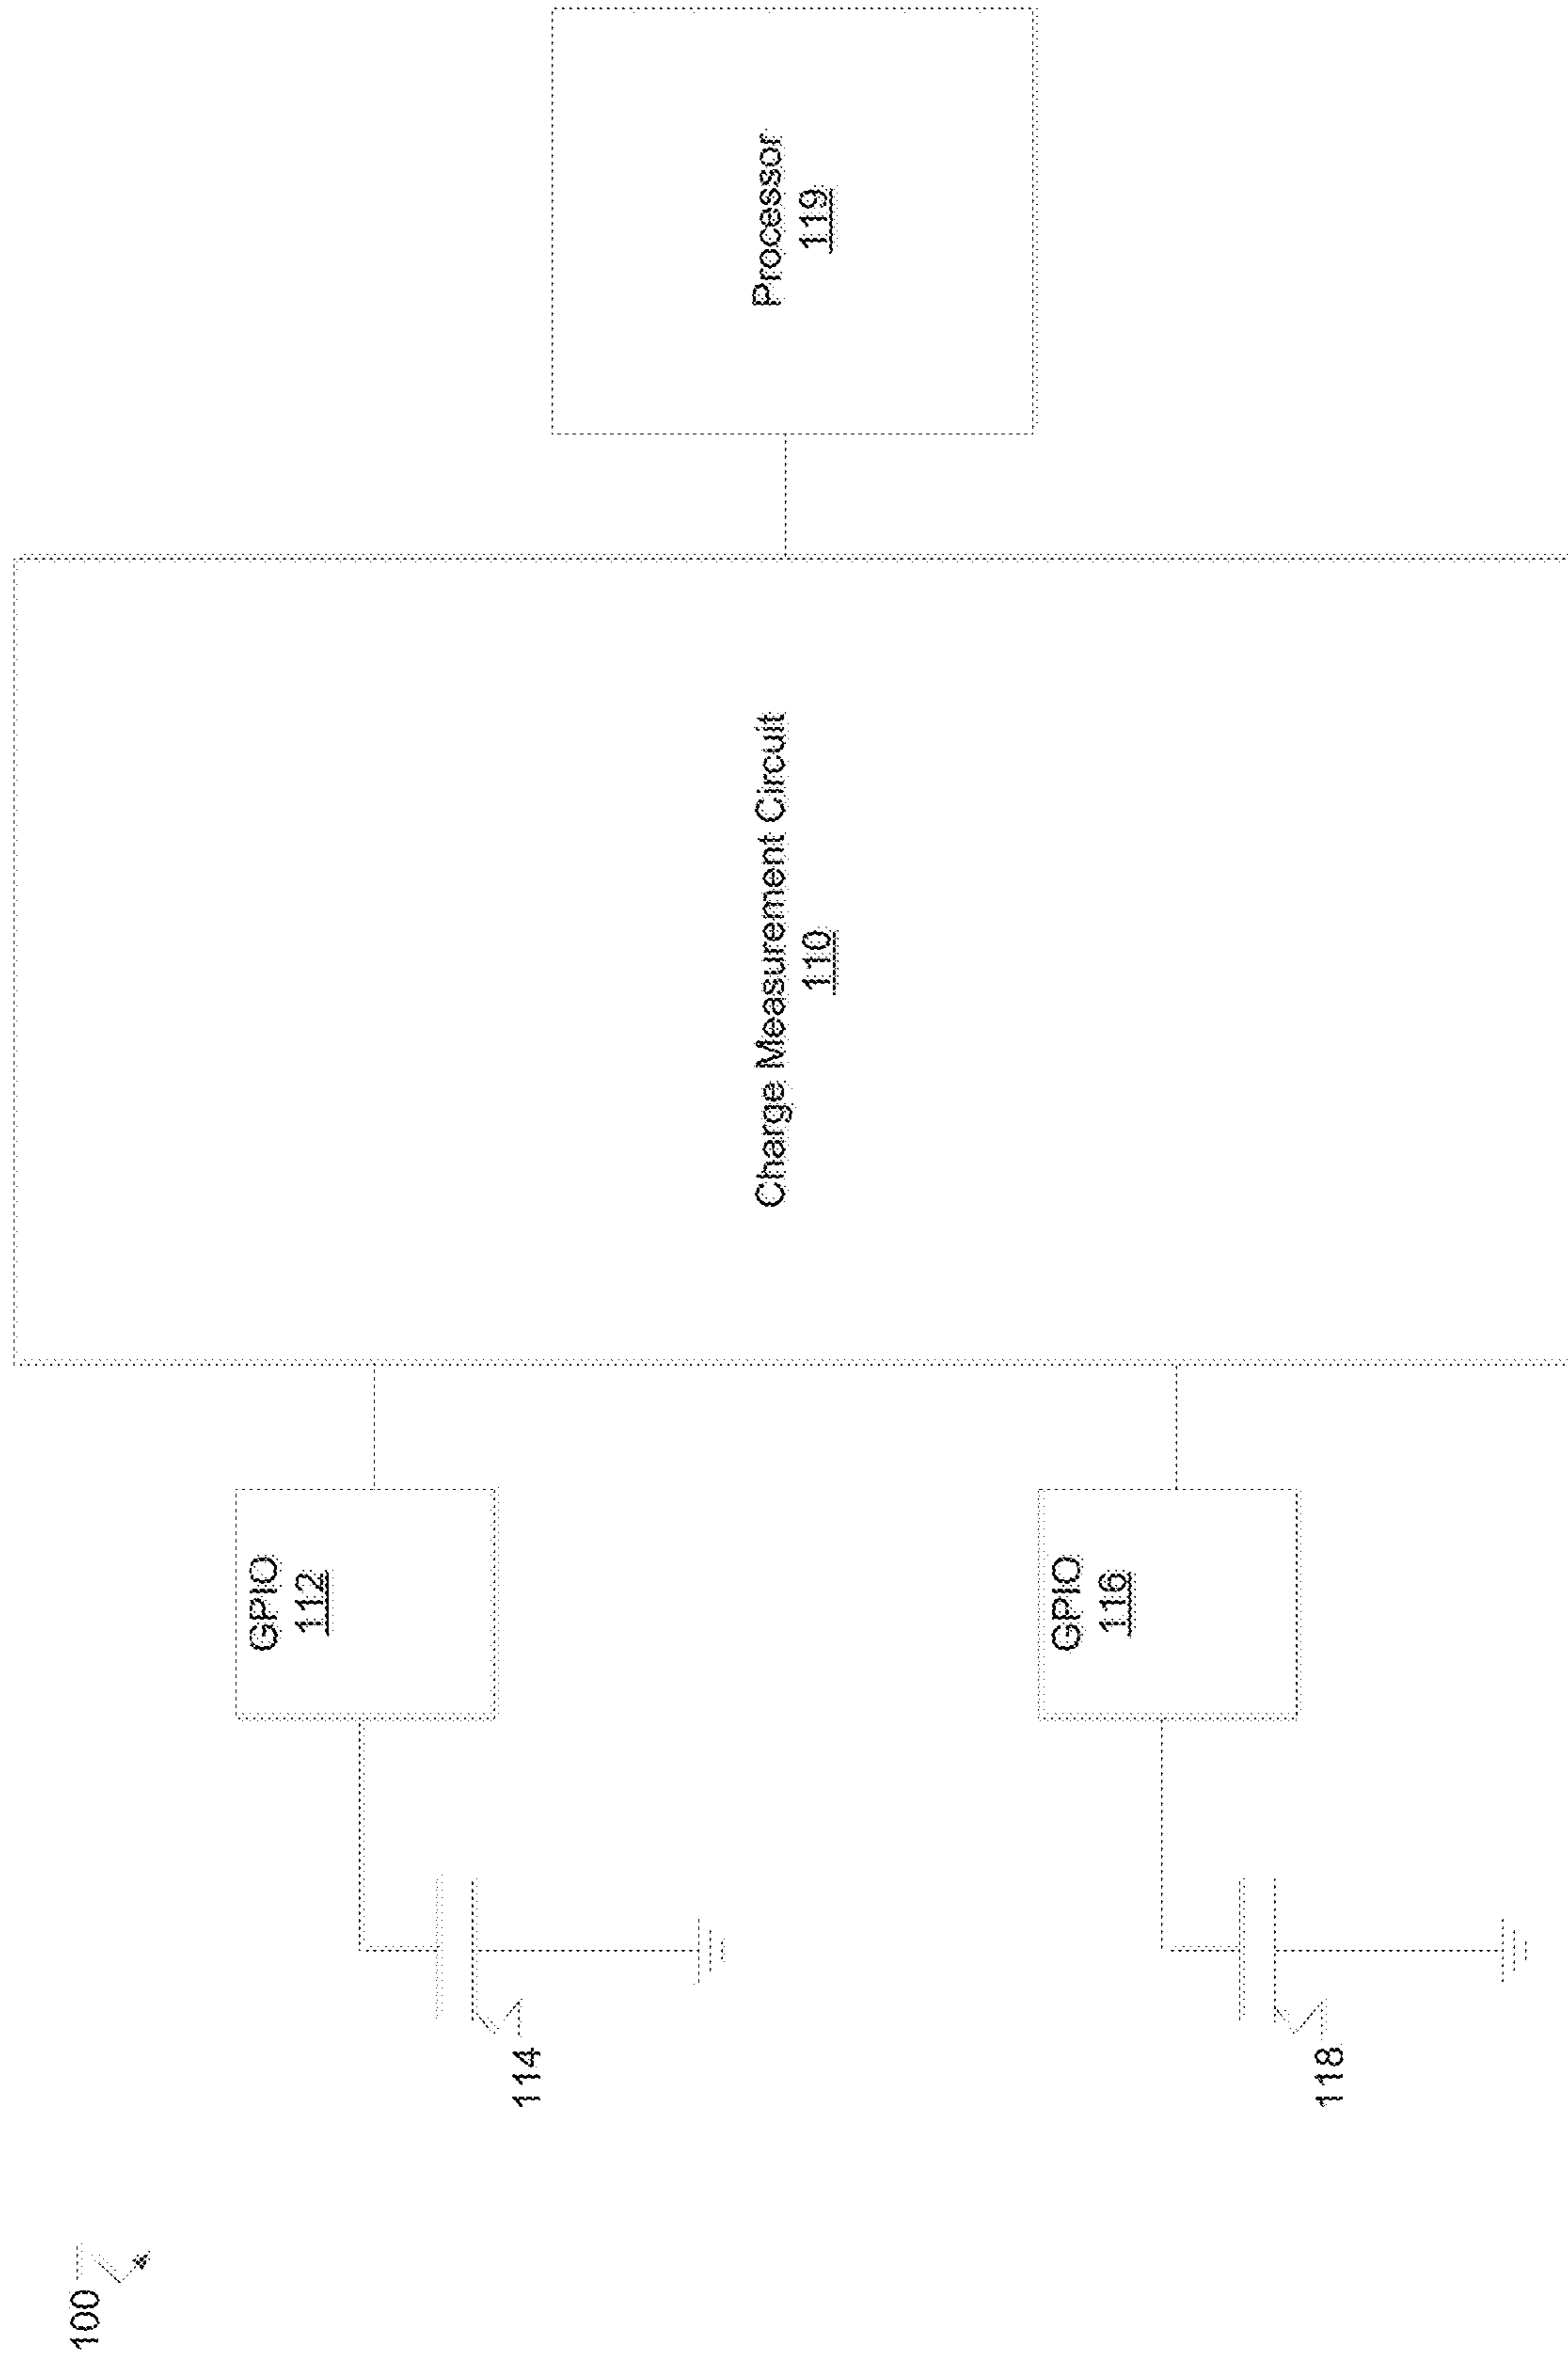 100
114
GPIO
112
118
GPIO
116
Charge Measurement Circuit
110
Processor
119